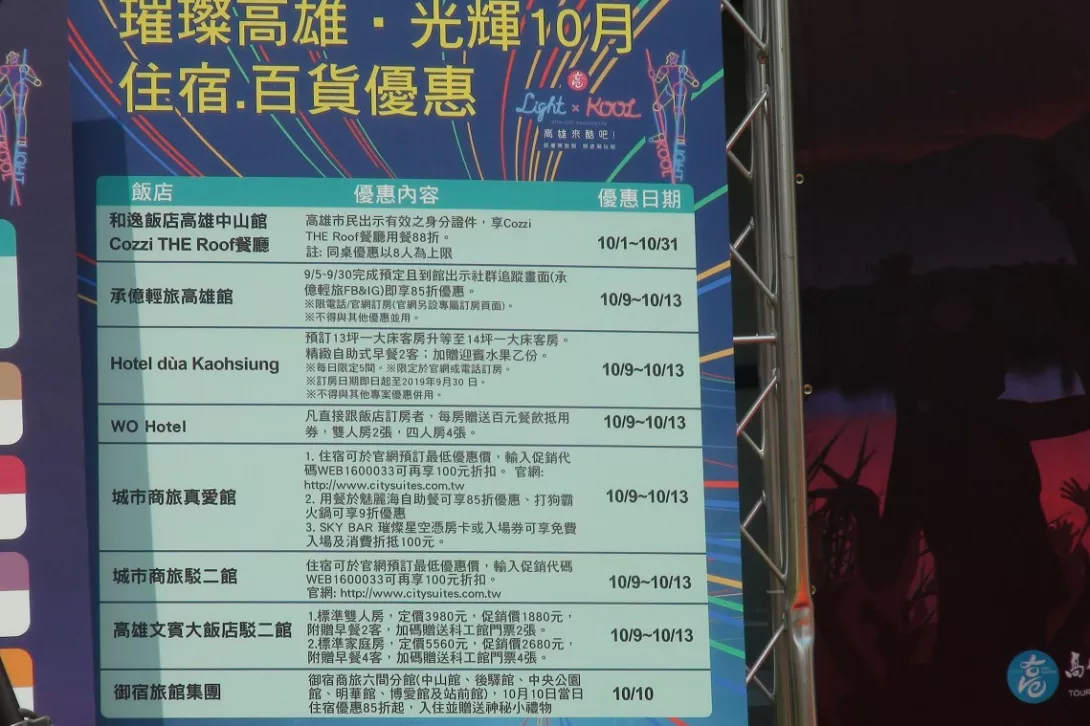 璀璨高雄·光輝10月
住宿.百貨優惠
Light × KOOL
高雄來酷吧!
飯店 優惠內容 優惠日期
和逸飯店高雄中山館
Cozzi THE Roof餐廳
高雄市民出示有效之身分證件，享Cozzi
THE Roof餐廳用餐88折。
註: 同桌優惠以8人為上限
10/1~10/31
承億輕旅高雄館
9/5-9/30完成預定且到館出示社群追蹤畫面(承
億輕旅FB&IG)即享85折優惠。
※限電話/官網訂房(官網另設專屬訂房頁面)。
※不得與其他優惠並用。
10/9~10/13
Hotel dùa Kaohsiung
預訂13坪一大床客房升等至14坪一大床客房。
精緻自助式早餐2客；加贈迎賓水果乙份。
※每日限定5間。※限定於官網或電話訂房。
※訂房日期即日起至2019年9月30 日。
※不得與其他專案優惠併用。
10/9~10/13
WO Hotel
凡直接跟飯店訂房者，每房贈送百元餐飲抵用
券，雙人房2張，四人房4張。
10/9~10/13
城市商旅真愛館
1. 住宿可於官網預訂最低優惠價，輸入促銷代
碼WEB1600033可再享100元折扣。 官網:
http://www.citysuites.com.tw
2. 用餐於魅麗海自助餐可享85折優惠、打狗霸
火鍋可享9折優惠
3. SKY BAR 璀燦星空憑房卡或入場券可享免費
入場及消費折抵100元。
10/9~10/13
城市商旅駁二館
住宿可於官網預訂最低優惠價，輸入促銷代碼
WEB1600033可再享100元折扣。
官網: http://www.citysuites.com.tw
10/9~10/13
高雄文賓大飯店駁二館
1.標準雙人房，定價3980元，促銷價1880元，
附贈早餐2客，加碼贈送科工館門票2張。
2.標準家庭房，定價5560元，促銷價2680元，
附贈早餐4客，加碼贈送科工館門票4張。
10/9~10/13
御宿旅館集團
御宿商旅六間分館(中山館、後驛館、中央公園
館、明華館、博愛館及站前館)，10月10日當日
住宿優惠85折起，入住並贈送神秘小禮物
10/10
KOOL
LIGHT
KOOL
LIGHT
高
TOUR